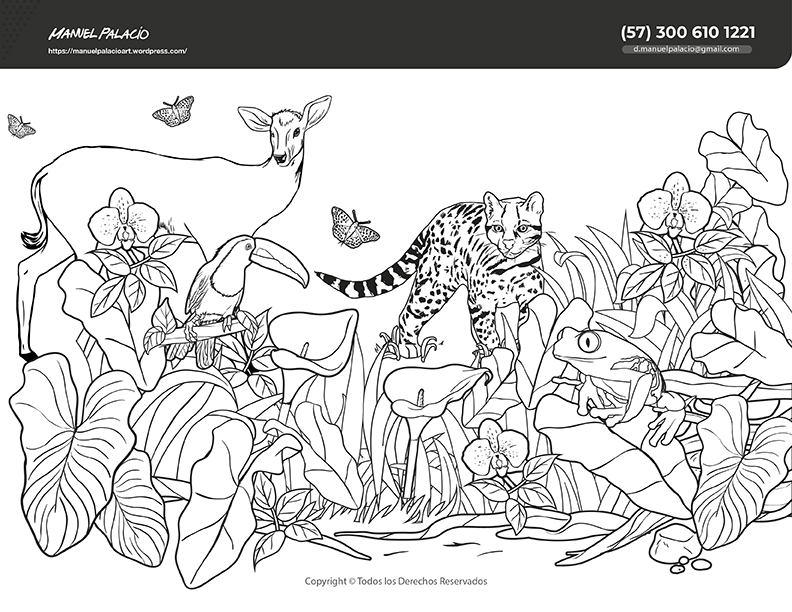 MANUEL PALACIO
https://manuelpalacioart.wordpress.com/
(57) 300 610 1221
d.manuelpalacio@gmail.com
Copyright © Todos los Derechos Reservados